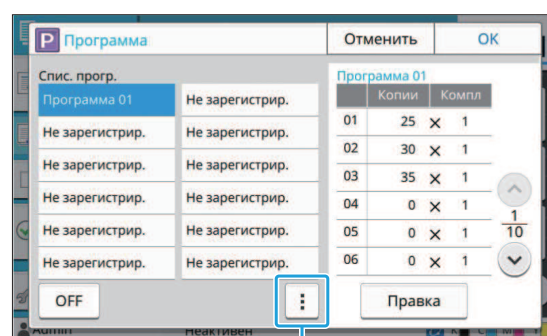 P Программа
Отменить
OK
Спис. прогр.
Программа 01
Не зарегистрир.
Не зарегистрир.
Не зарегистрир.
Не зарегистрир.
Не зарегистрир.
Не зарегистрир.
Не зарегистрир.
Не зарегистрир.
Не зарегистрир.
Не зарегистрир.
Не зарегистрир.
OFF
Программа 01
Копии Компл
01 25 × 1
02 30 × 1
03 35 × 1
04 0 × 1
05 0 × 1
06 0 × 1
1
10
Правка
Admin
Неактивен